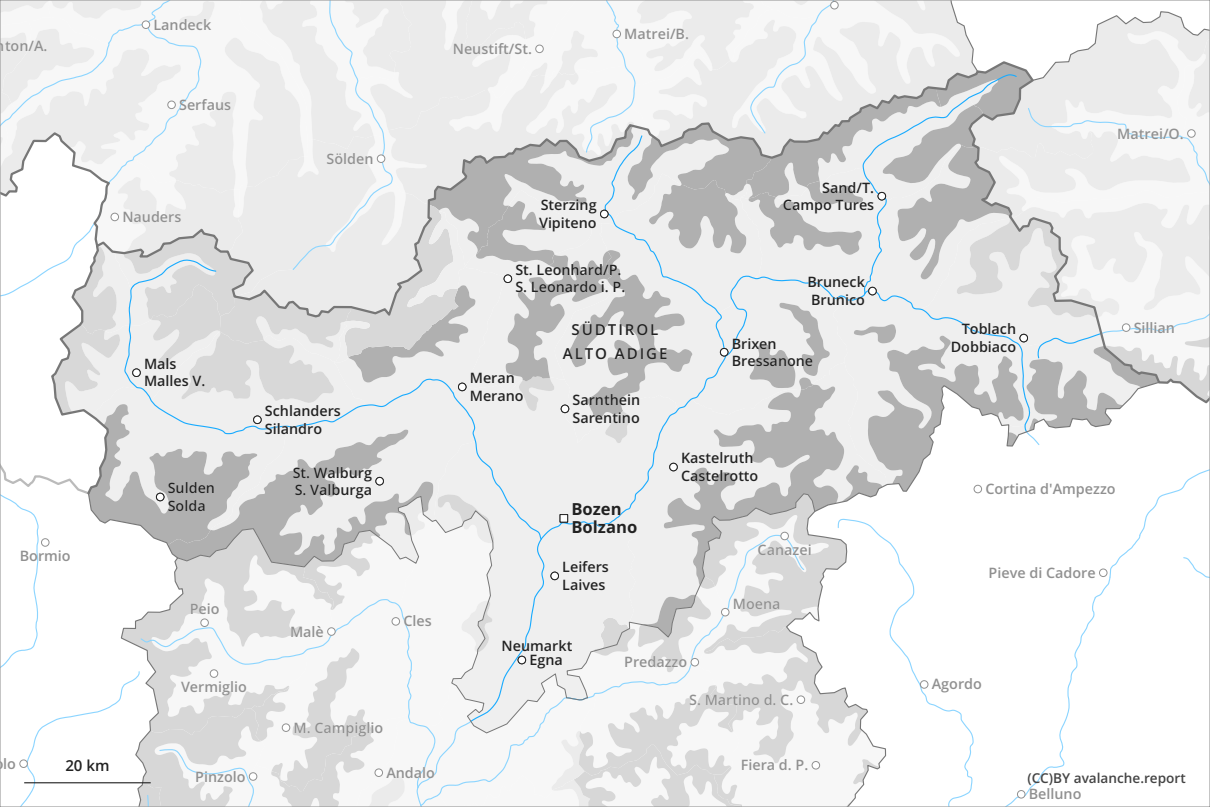 Landeck
Matrei/B.
nton/A.
Neustift/St.
Serfaus
Matrei/O.
Sölden
Sand/T.
Campo Tures
Nauders
Sterzing
Vipiteno
St. Leonhard/P.
S. Leonardo i. P.
Bruneck
Brunico
SÜDTIROL
ALTO ADIGE
Toblach
Dobbiaco
Sillian
Brixen
Bressanone
Mals
Malles V.
Meran
Merano
Schlanders
Silandro
Sarnthein
Sarentino
St. Walburg
S. Valburga
Kastelruth
Castelrotto
Sulden
Solda
Cortina d'Ampezzo
Bozen
Bolzano
Bormio
Canazei
Leifers
Laives
Pieve di Cadore
Peio
Moena
Malè
Cles
Neumarkt
Egna
Predazzo
Vermiglio
Agordo
S. Martino d. C.
M. Campiglio
olo
20 km
Pinzolo
Andalo
Fiera d. P.
(CC)BY avalanche.report
Belluno